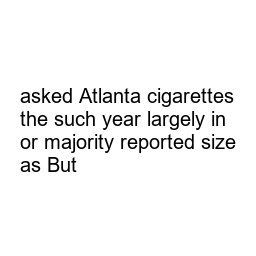 asked Atlanta cigarettes
the such year largely in
or majority reported size
as But